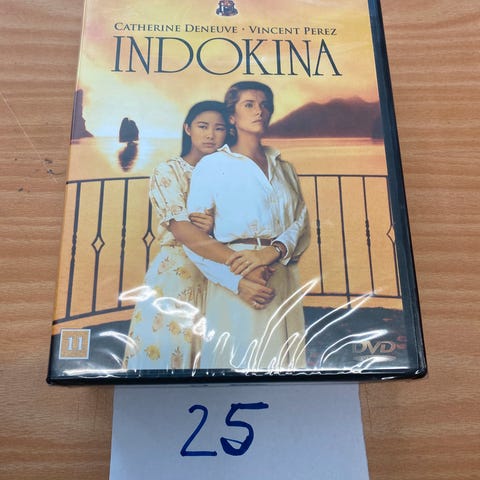 CATHERINE DENEUVE · VINCENT PEREZ
INDOKINA
11
DVD
25